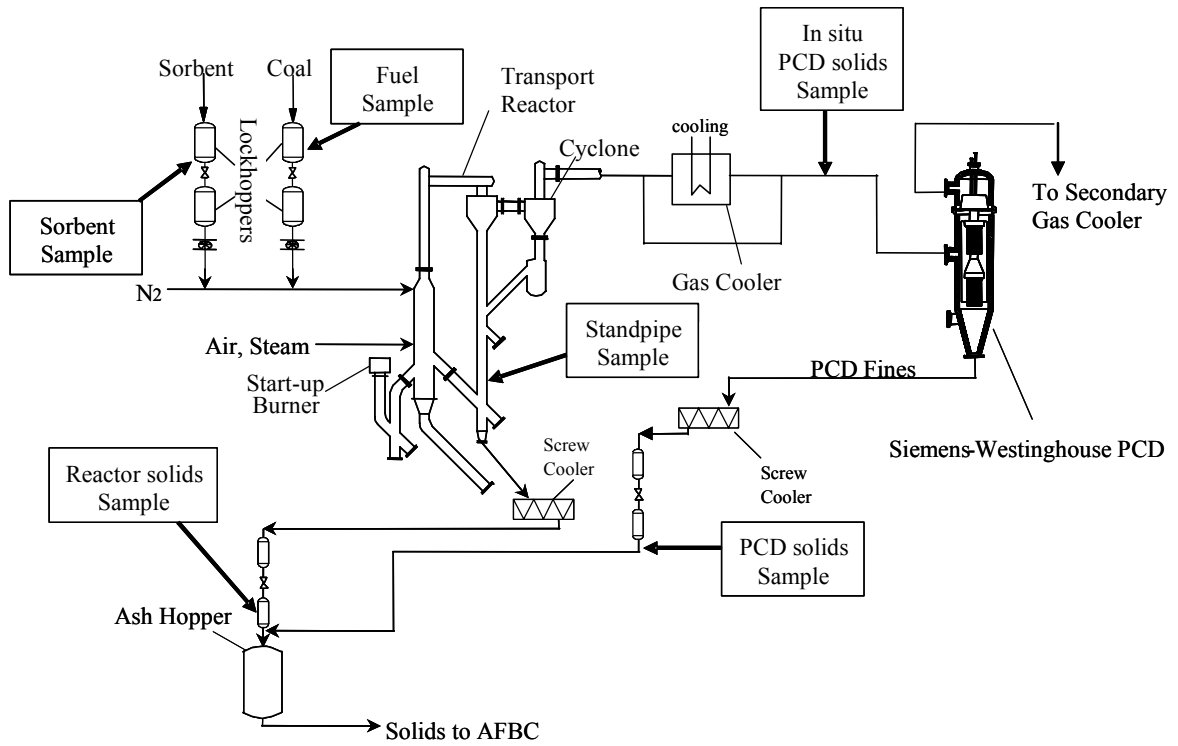 Sorbent
Coal
Fuel
Sample
Transport
Reactor
In situ
PCD solids
Sample
cooling
Cyclone
Lockhoppers
To Secondary
Gas Cooler
Sorbent
Sample
Gas Cooler
N2
Air, Steam
Standpipe
Sample
Start-up
Burner
PCD Fines
Siemens-Westinghouse PCD
Screw
Cooler
Screw
Cooler
Reactor solids
Sample
PCD solids
Sample
Ash Hopper
Solids to AFBC